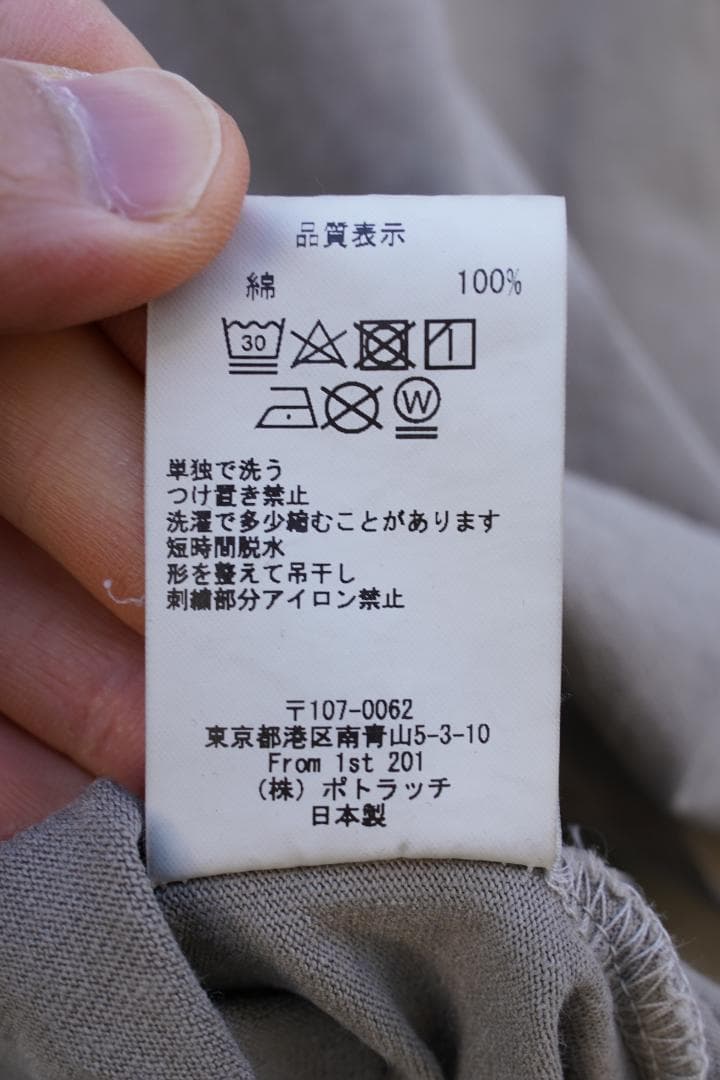 品質表示
綿 100%
30
W
単独で洗う
つけ置き禁止
洗濯で多少縮むことがあります
短時間脱水
形を整えて吊干し
刺繍部分アイロン禁止
〒107-0062
東京都港区南青山5-3-10
From 1st 201
（株）ポトラッチ
日本製